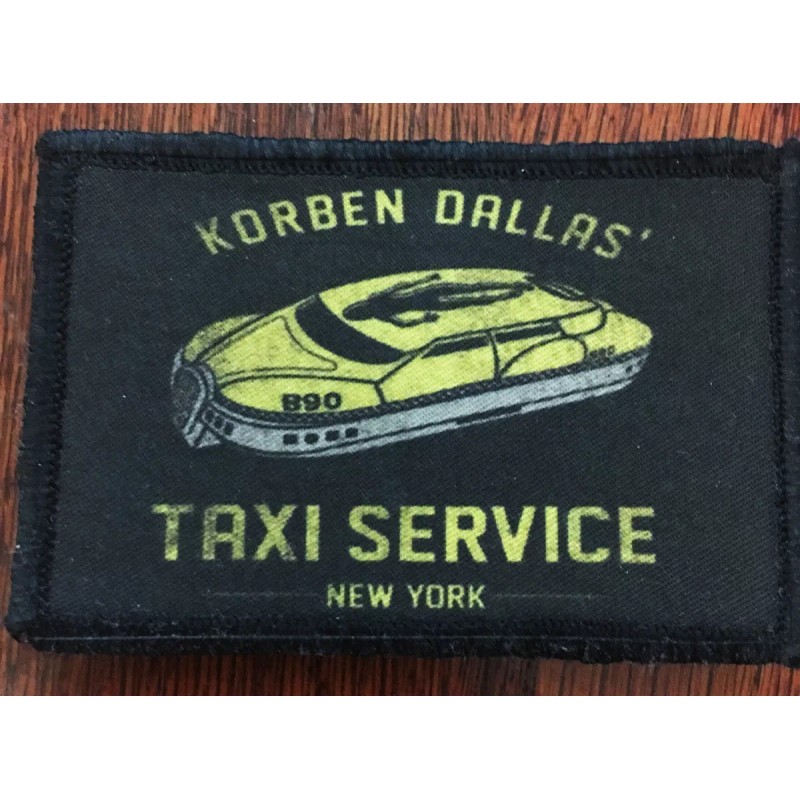 KORBEN DALLAS'
B90
TAXI SERVICE
NEW YORK